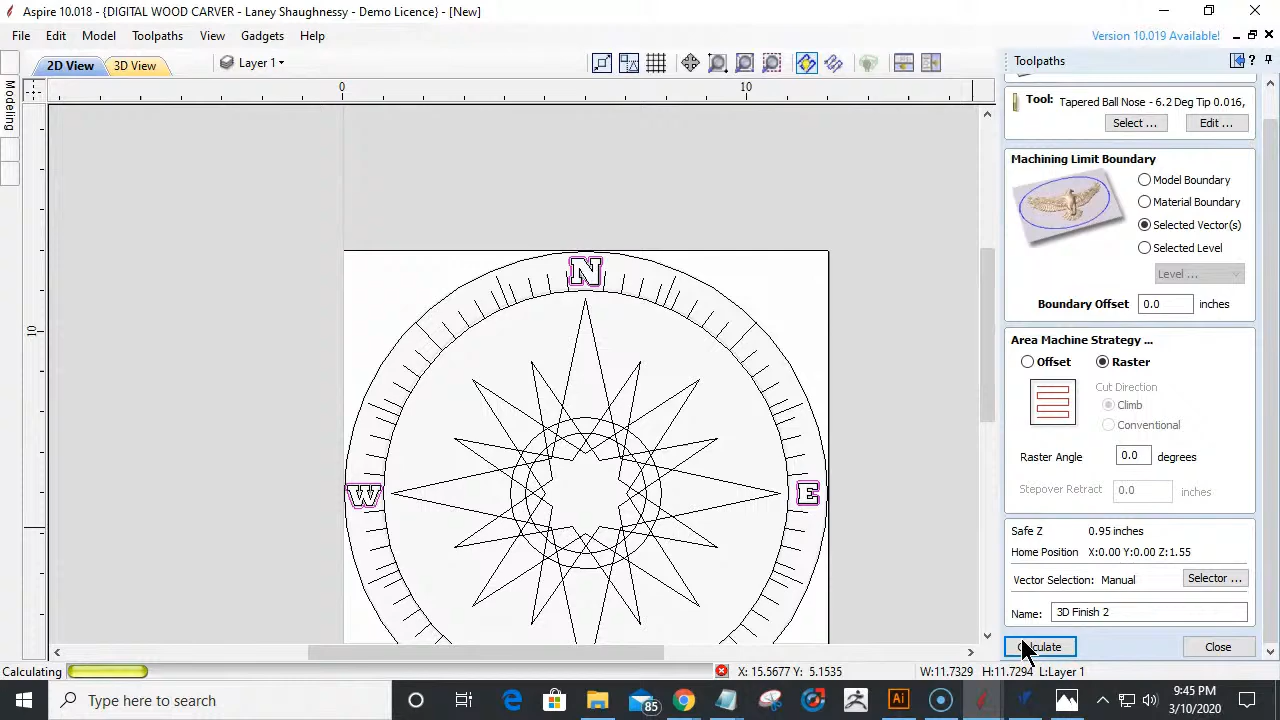 Aspire 10.018 - {DIGITAL WOOD CARVER - Laney Shaughnessy - Demo Licence} - [New]
File Edit Model Toolpaths View Gadgets Help
Version 10.019 Available!
2D View 3D View Layer 1
Toolpaths
Modeling
0 10
10
N
W
E
Tool: Tapered Ball Nose - 6.2 Deg Tip 0.016,
Select ... Edit ...
Machining Limit Boundary
Model Boundary
Material Boundary
Selected Vector(s)
Selected Level
Level ...
Boundary Offset 0.0 inches
Area Machine Strategy ...
Offset Raster
Cut Direction
Climb
Conventional
Raster Angle 0.0 degrees
Stepover Retract 0.0 inches
Safe Z 0.95 inches
Home Position X:0.00 Y:0.00 Z:1.55
Vector Selection: Manual Selector ...
Name: 3D Finish 2
Calculate Close
Calculating X: 15.5677 Y: 5.1535 W:11.7329 H:11.7294 L:Layer 1
Type here to search
85
Ai
9:45 PM
3/10/2020